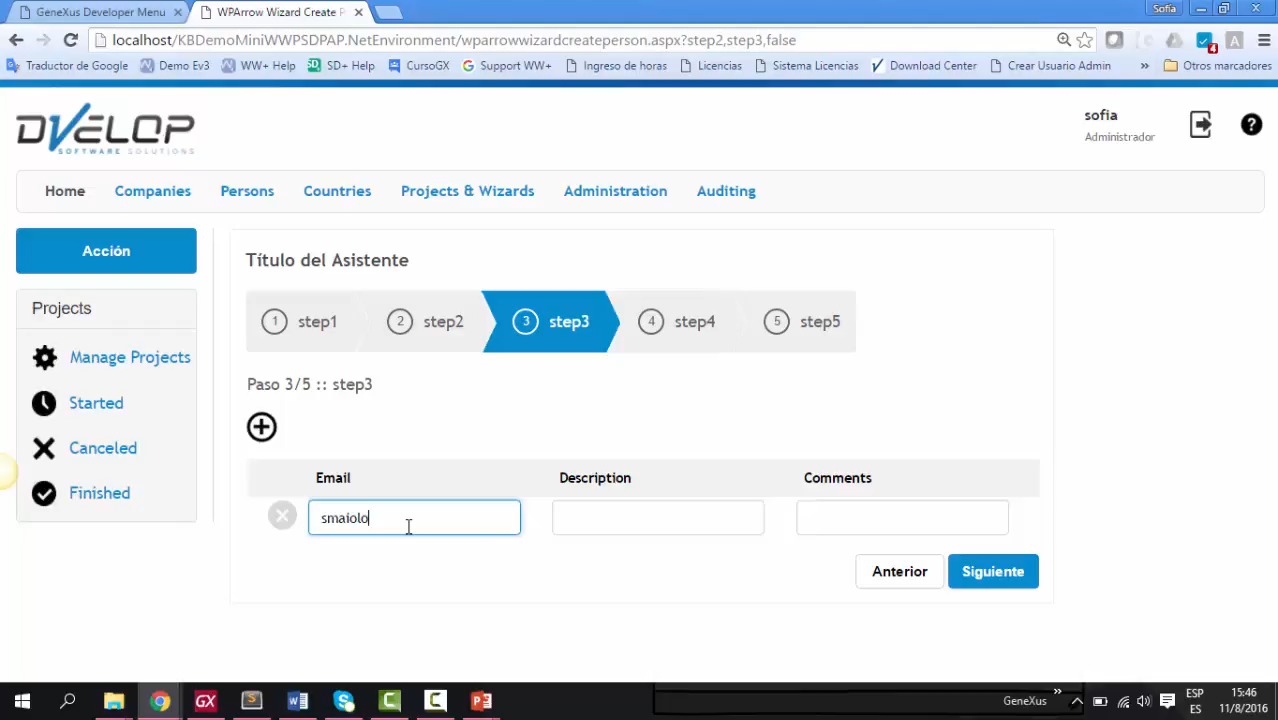 GeneXus Developer Menu
WPArrow Wizard Create P
Sofía
localhost/KBDemoMiniWWPSDPAP.NetEnvironment/wparrowwizardcreateperson.aspx?step2,step3,false
Traductor de Google
Demo Ev3
WW+ Help
SD+ Help
CursoGX
Support WW+
Ingreso de horas
Licencias
Sistema Licencias
Download Center
Crear Usuario Admin
»
Otros marcadores
DVELOP
SOFTWARE SOLUTIONS
sofia
Administrador
Home
Companies
Persons
Countries
Projects & Wizards
Administration
Auditing
Acción
Projects
Manage Projects
Started
Canceled
Finished
Título del Asistente
1 step1
2 step2
3 step3
4 step4
5 step5
Paso 3/5 :: step3
Email
Description
Comments
smaiolo
Anterior
Siguiente
GeneXus
»
ESP
ES
15:46
11/8/2016